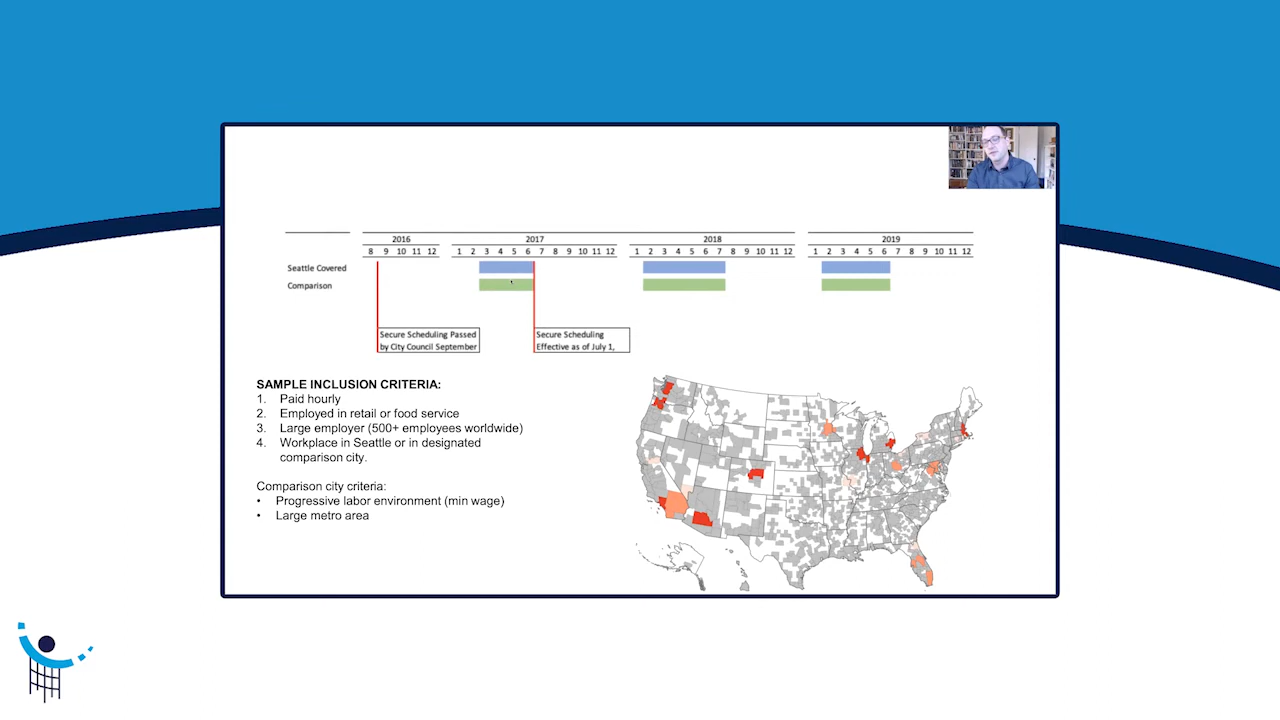 2016 2017 2018 2019
8 9 10 11 12 1 2 3 4 5 6 7 8 9 10 11 12 1 2 3 4 5 6 7 8 9 10 11 12 1 2 3 4 5 6 7 8 9 10 11 12
Seattle Covered
Comparison
Secure Scheduling Passed
by City Council September
Secure Scheduling
Effective as of July 1,
SAMPLE INCLUSION CRITERIA:
1. Paid hourly
2. Employed in retail or food service
3. Large employer (500+ employees worldwide)
4. Workplace in Seattle or in designated
comparison city.
Comparison city criteria:
• Progressive labor environment (min wage)
• Large metro area